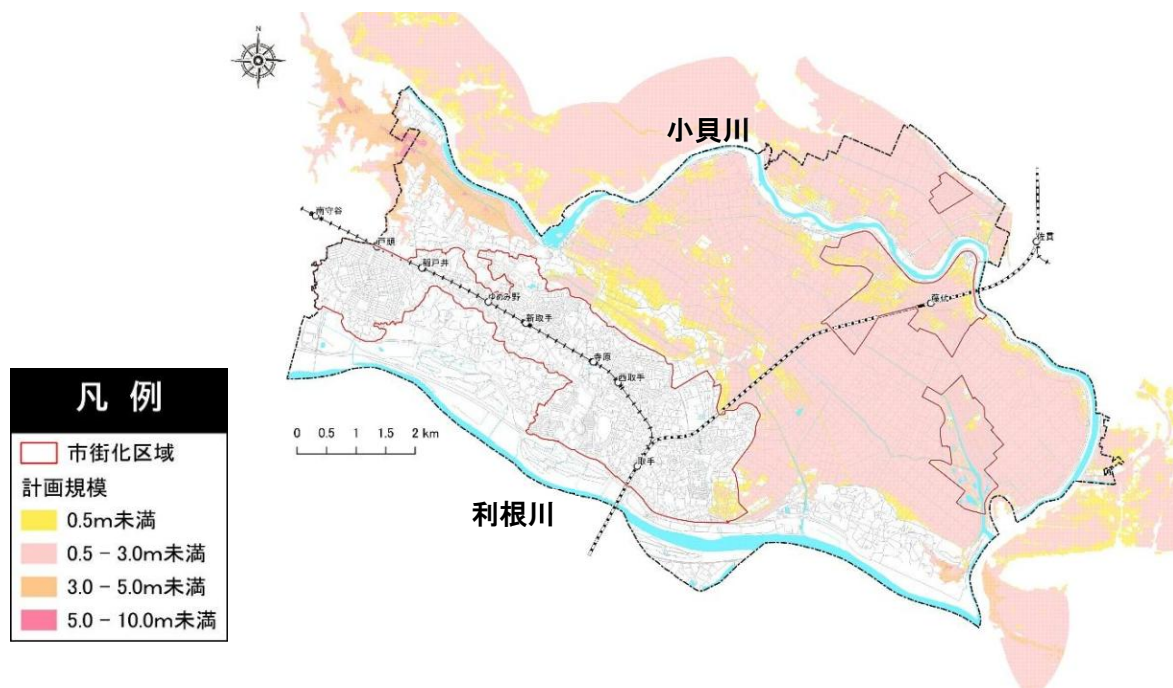 N
小貝川
南守谷
戸頭
稲戸井
ゆめみ野
新取手
寺原
西取手
取手
藤代
佐貫
利根川
0 0.5 1 1.5 2 km
凡 例
市街化区域
計画規模
0.5m未満
0.5 - 3.0m未満
3.0 - 5.0m未満
5.0 - 10.0m未満